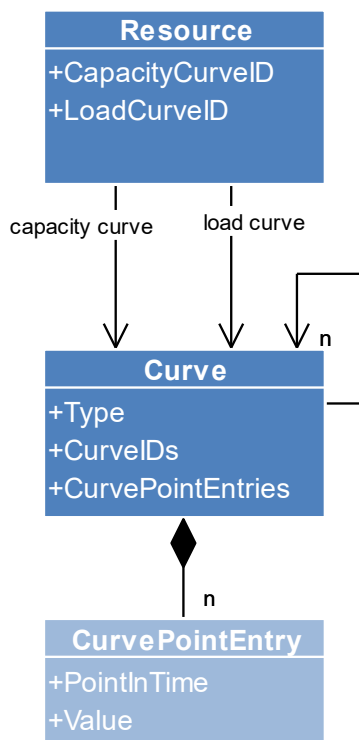 Resource
+CapacityCurveID
+LoadCurveID
capacity curve
load curve
n
Curve
+Type
+CurveIDs
+CurvePointEntries
n
CurvePointEntry
+PointInTime
+Value